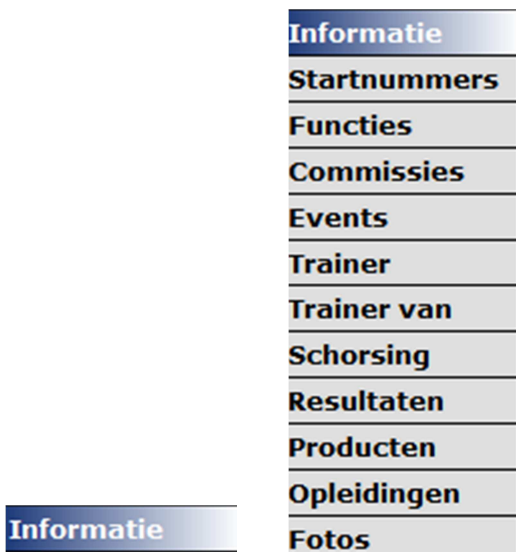 Informatie
Startnummers
Functies
Commissies
Events
Trainer
Trainer van
Schorsing
Resultaten
Producten
Opleidingen
Fotos
Informatie